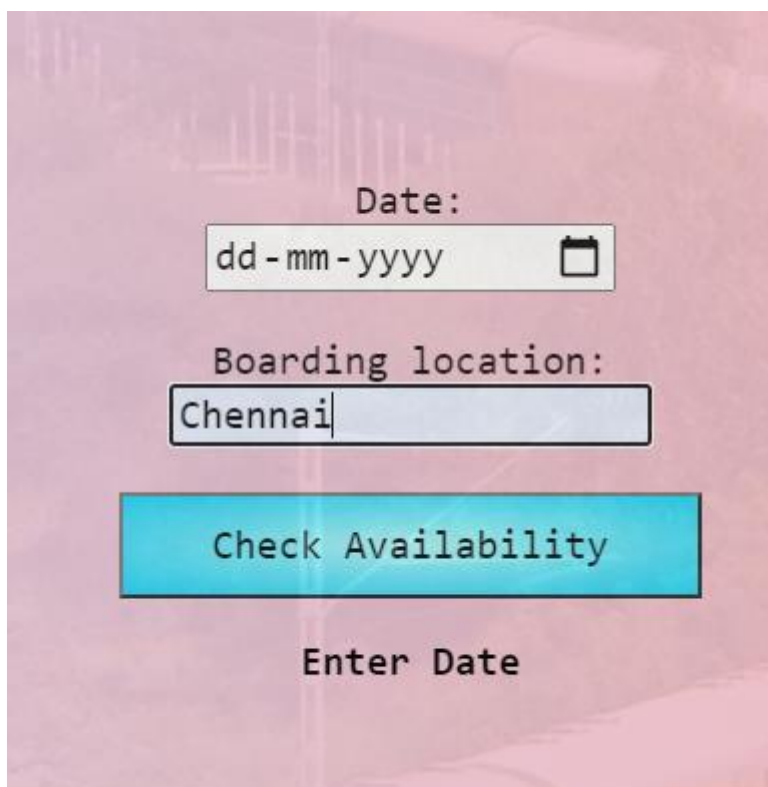 Date:
dd-mm-yyyy
Boarding location:
Chennai
Check Availability
Enter Date